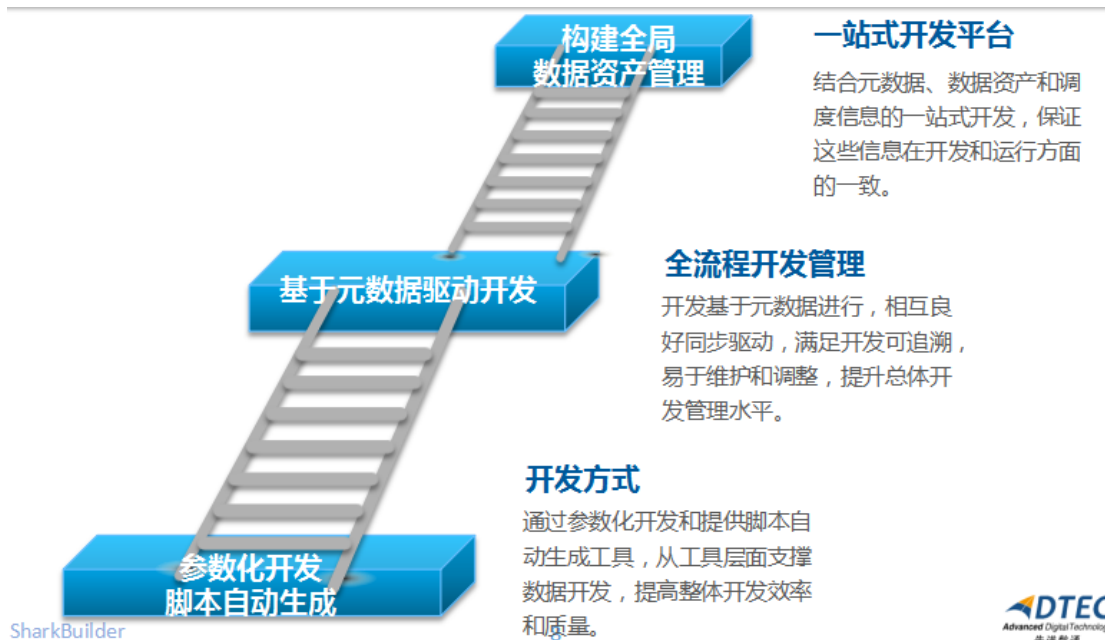 构建全局
数据资产管理
一站式开发平台
结合元数据、数据资产和调
度信息的一站式开发，保证
这些信息在开发和运行方面
的一致。
基于元数据驱动开发
全流程开发管理
开发基于元数据进行，相互良
好同步驱动，满足开发可追溯，
易于维护和调整，提升总体开
发管理水平。
开发方式
通过参数化开发和提供脚本自
动生成工具，从工具层面支撑
数据开发，提高整体开发效率
和质量。
参数化开发
脚本自动生成
SharkBuilder
8
DTEC
Advanced Digital Technolog
先进数通